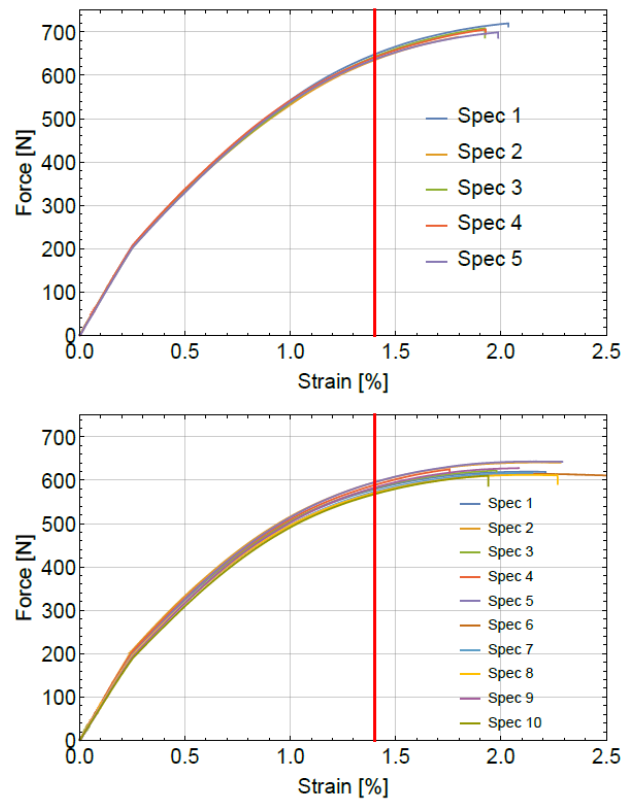 700
600
500
400
300
200
100
0
Force [N]
Spec 1
Spec 2
Spec 3
Spec 4
Spec 5
0.0 0.5 1.0 1.5 2.0 2.5
Strain [%]
700
600
500
400
300
200
100
0
Force [N]
Spec 1
Spec 2
Spec 3
Spec 4
Spec 5
Spec 6
Spec 7
Spec 8
Spec 9
Spec 10
0.0 0.5 1.0 1.5 2.0 2.5
Strain [%]